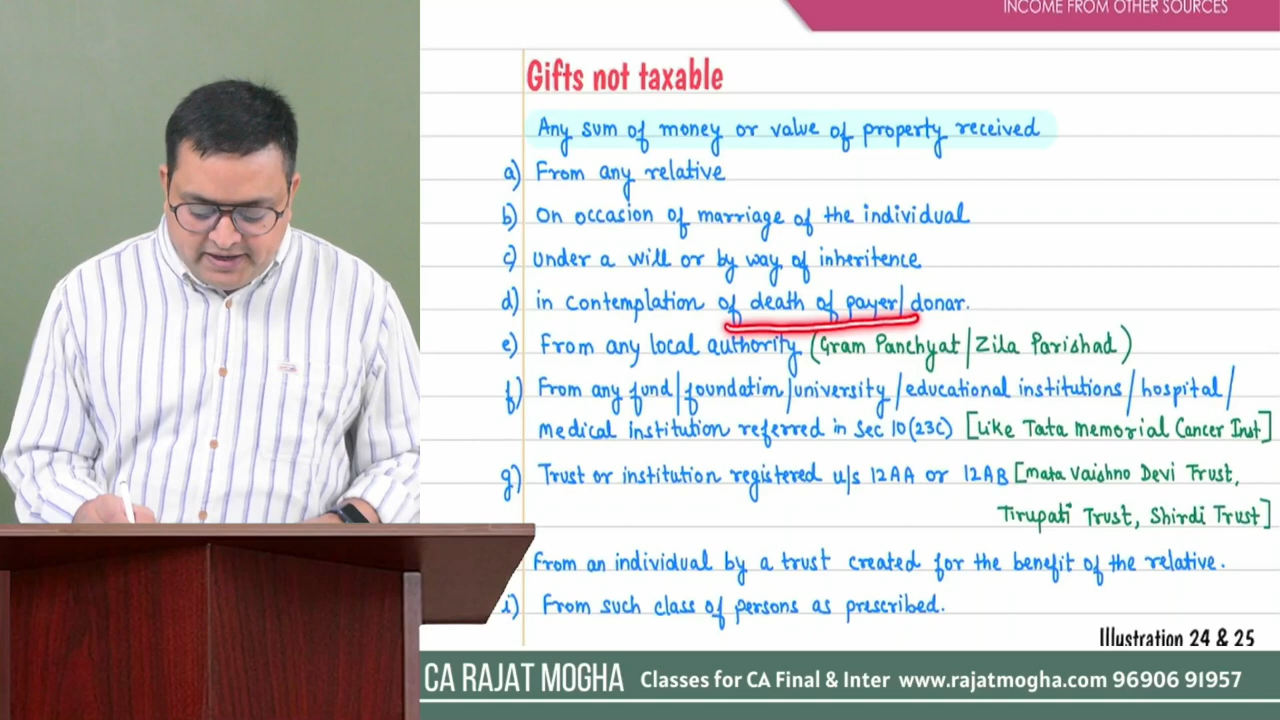 INCOME FROM OTHER SOURCES
Gifts not taxable
Any sum of money or value of property received
a) From any relative
b) On occasion of marriage of the individual
c) under a will or by way of inheritence
d) in contemplation of death of payer/donar.
e) From any local authority (Gram Panchyat/Zila Parishad)
f) From any fund/foundation/university/educational institutions/hospital/
medical institution referred in Sec 10(23C) [Like Tata Memorial Cancer Inst]
g) Trust or institution registered u/s 12AA or 12AB [Mata Vaishno Devi Trust,
Tirupati Trust, Shirdi Trust]
From an individual by a trust created for the benefit of the relative.
i) From such class of persons as prescribed.
Illustration 24 & 25
CA RAJAT MOGHA Classes for CA Final & Inter www.rajatmogha.com 96906 91957